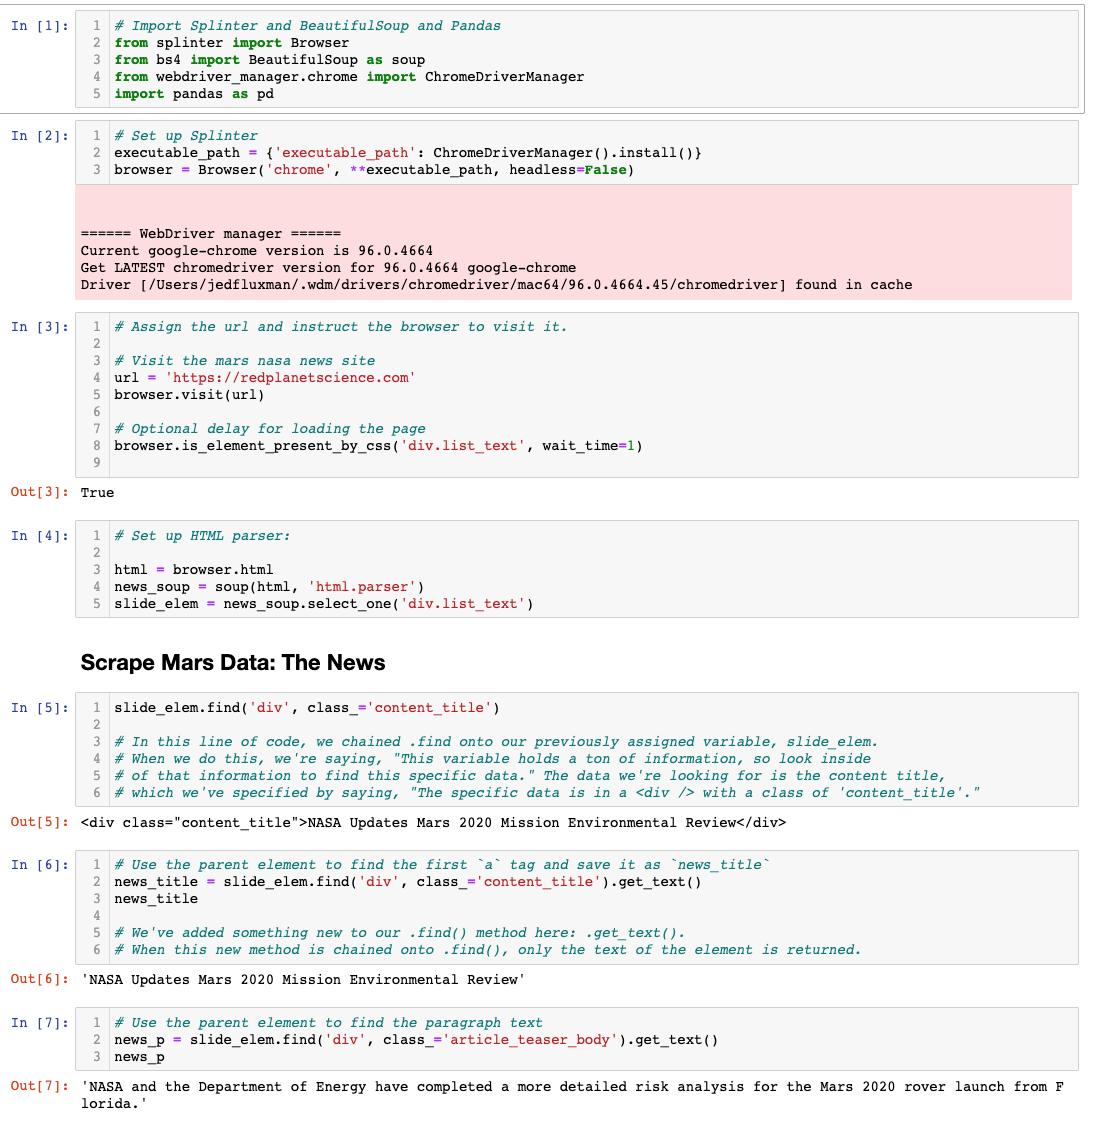 In [1]:
1 # Import Splinter and BeautifulSoup and Pandas
2 from splinter import Browser
3 from bs4 import BeautifulSoup as soup
4 from webdriver_manager.chrome import ChromeDriverManager
5 import pandas as pd
In [2]:
1 # Set up Splinter
2 executable_path = {'executable_path': ChromeDriverManager().install()}
3 browser = Browser('chrome', **executable_path, headless=False)
====== WebDriver manager ======
Current google-chrome version is 96.0.4664
Get LATEST chromedriver version for 96.0.4664 google-chrome
Driver [/Users/jedfluxman/.wdm/drivers/chromedriver/mac64/96.0.4664.45/chromedriver] found in cache
In [3]:
1 # Assign the url and instruct the browser to visit it.
2
3 # Visit the mars nasa news site
4 url = 'https://redplanetscience.com'
5 browser.visit(url)
6
7 # Optional delay for loading the page
8 browser.is_element_present_by_css('div.list_text', wait_time=1)
9
Out[3]: True
In [4]:
1 # Set up HTML parser:
2
3 html = browser.html
4 news_soup = soup(html, 'html.parser')
5 slide_elem = news_soup.select_one('div.list_text')
Scrape Mars Data: The News
In [5]:
1 slide_elem.find('div', class_='content_title')
2
3 # In this line of code, we chained .find onto our previously assigned variable, slide_elem.
4 # When we do this, we're saying, "This variable holds a ton of information, so look inside
5 # of that information to find this specific data." The data we're looking for is the content title,
6 # which we've specified by saying, "The specific data is in a <div /> with a class of 'content_title'."
Out[5]: <div class="content_title">NASA Updates Mars 2020 Mission Environmental Review</div>
In [6]:
1 # Use the parent element to find the first `a` tag and save it as `news_title`
2 news_title = slide_elem.find('div', class_='content_title').get_text()
3 news_title
4
5 # We've added something new to our .find() method here: .get_text().
6 # When this new method is chained onto .find(), only the text of the element is returned.
Out[6]: 'NASA Updates Mars 2020 Mission Environmental Review'
In [7]:
1 # Use the parent element to find the paragraph text
2 news_p = slide_elem.find('div', class_='article_teaser_body').get_text()
3 news_p
Out[7]: 'NASA and the Department of Energy have completed a more detailed risk analysis for the Mars 2020 rover launch from F
lorida.'